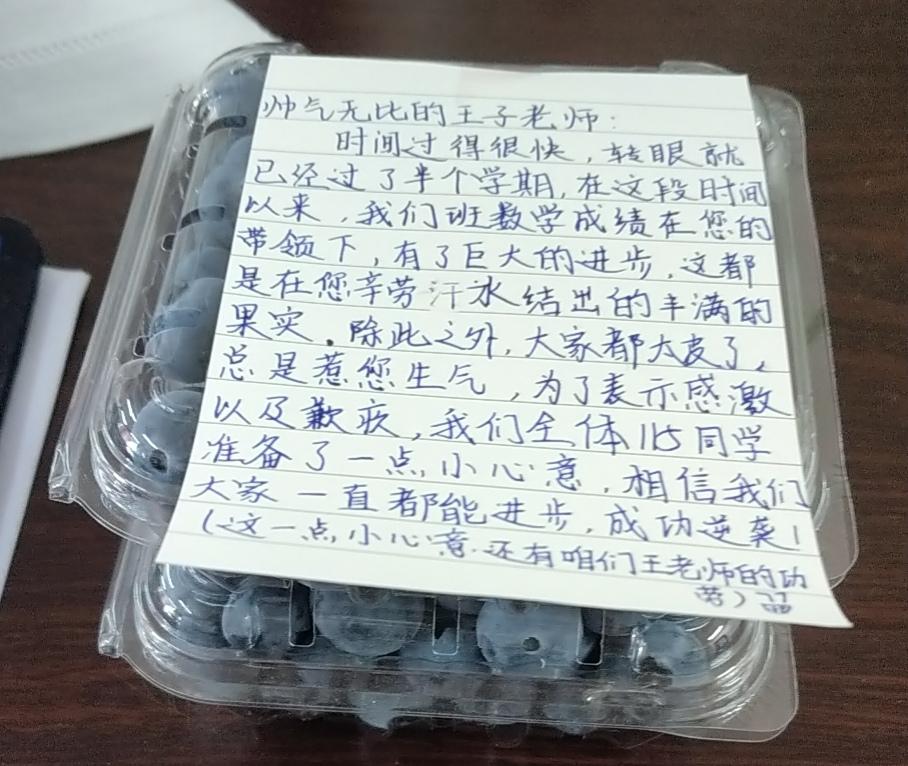 帅气无比的王子老师：
时间过得很快，转眼就
已经过了半个学期，在这段时间
以来，我们班数学成绩在您的
带领下，有了巨大的进步，这都
是在您辛劳汗水结出的丰满的
果实。除此之外，大家都太皮了，
总是惹您生气，为了表示感激
以及歉疚，我们全体115同学
准备了一点小心意，相信我们
大家一直都能进步，成功逆袭！
（这一点小心意还有咱们王老师的功
劳）